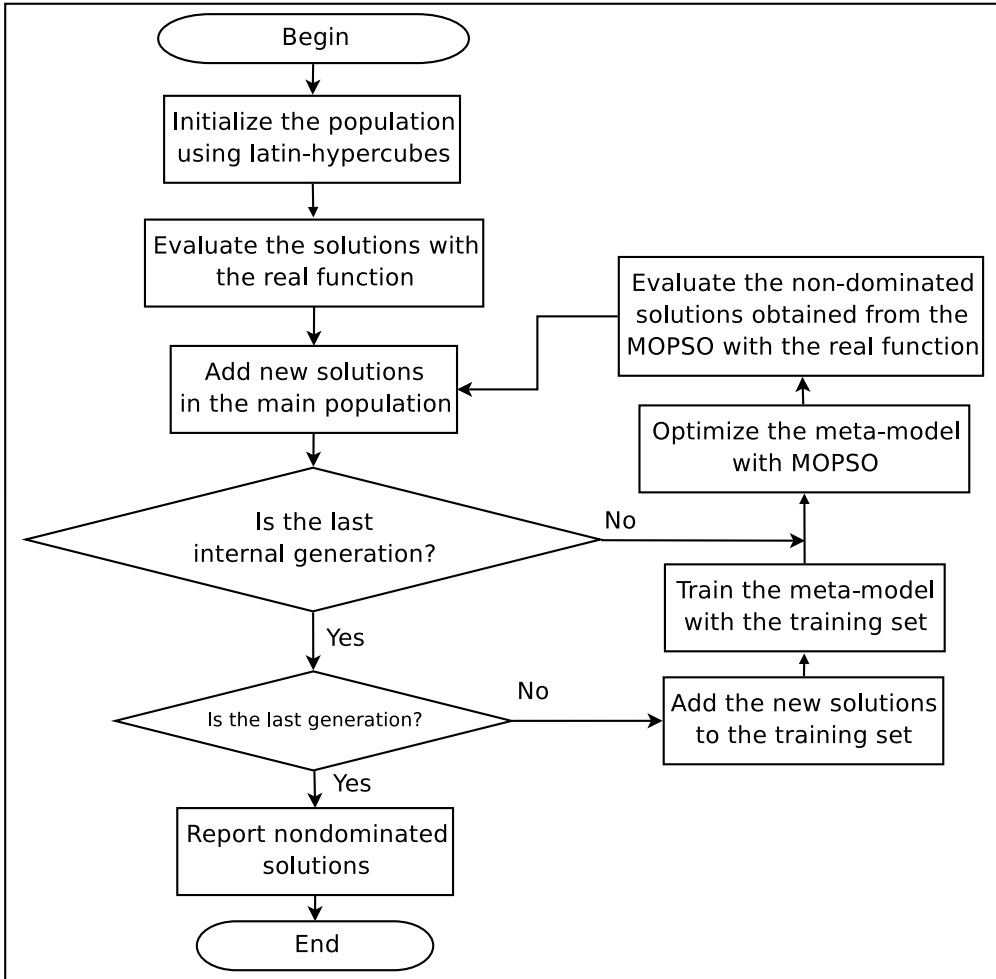 Begin
Initialize the population
using latin-hypercubes
Evaluate the solutions with
the real function
Add new solutions
in the main population
Is the last
internal generation?
No
Yes
Is the last generation?
No
Yes
Report nondominated
solutions
End
Evaluate the non-dominated
solutions obtained from the
MOPSO with the real function
Optimize the meta-model
with MOPSO
Train the meta-model
with the training set
Add the new solutions
to the training set